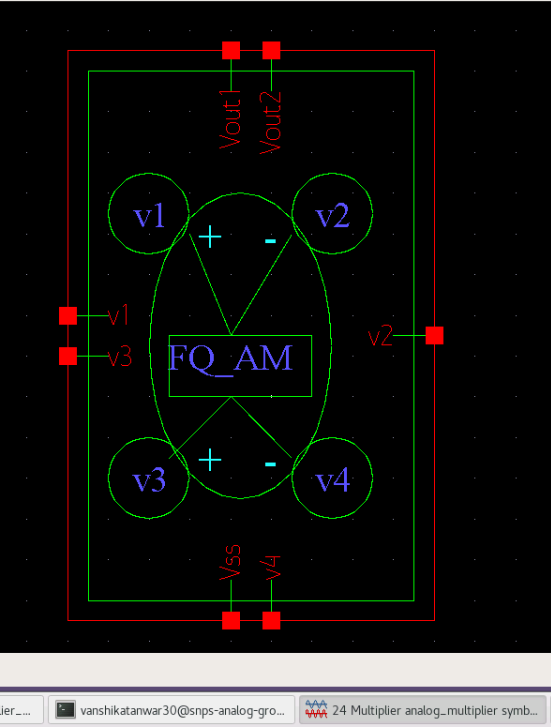 Vout1 Vout2
v1 v2
+ -
v1
v3
v2
FQ_AM
+ -
v3 v4
Vss v4
lier_...
vanshikatanwar30@snps-analog-gro...
24 Multiplier analog_multiplier symb...